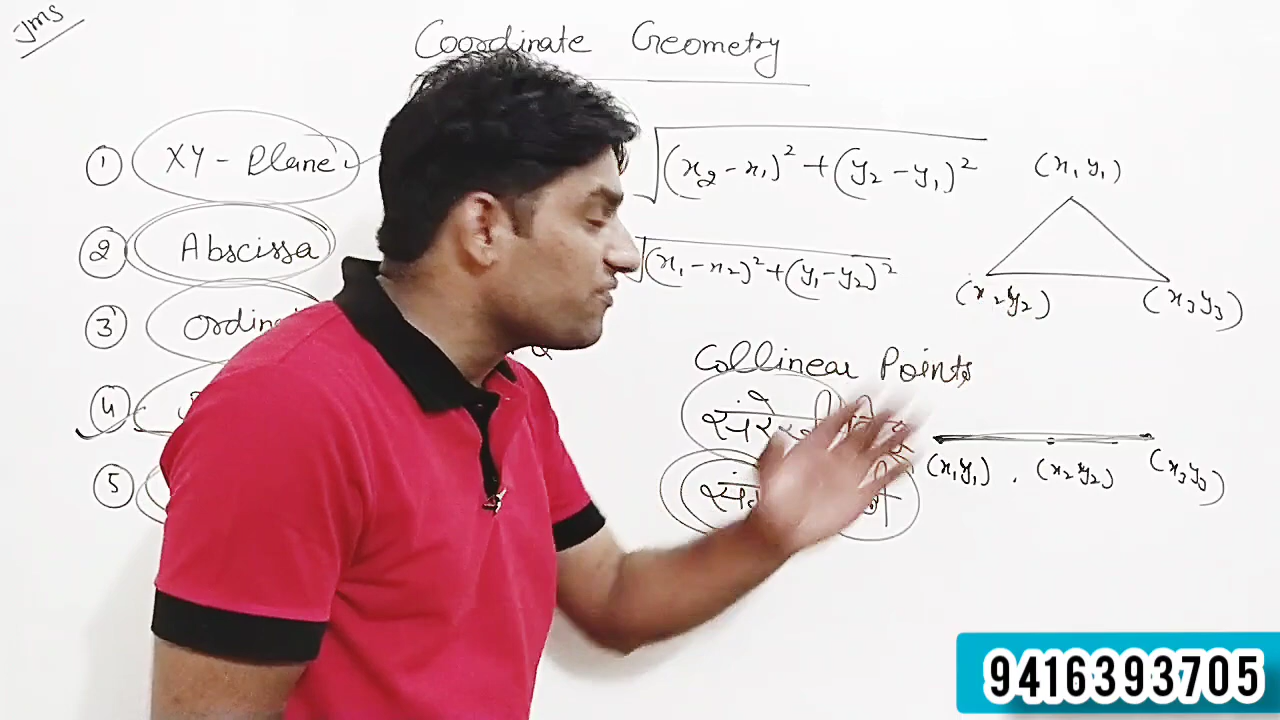 JMS
Coordinate Geometry
① XY - Plane
② Abscissa
③
④
⑤
√(x₂ - x₁)² + (y₂ - y₁)²
√(x₁ - x₂)² + (y₁ - y₂)²
(x₁ y₁)
(x₂ y₂)
(x₃ y₃)
Collinear Points
(x₁ y₁) . (x₂ y₂) (x₃ y₃)
9416393705